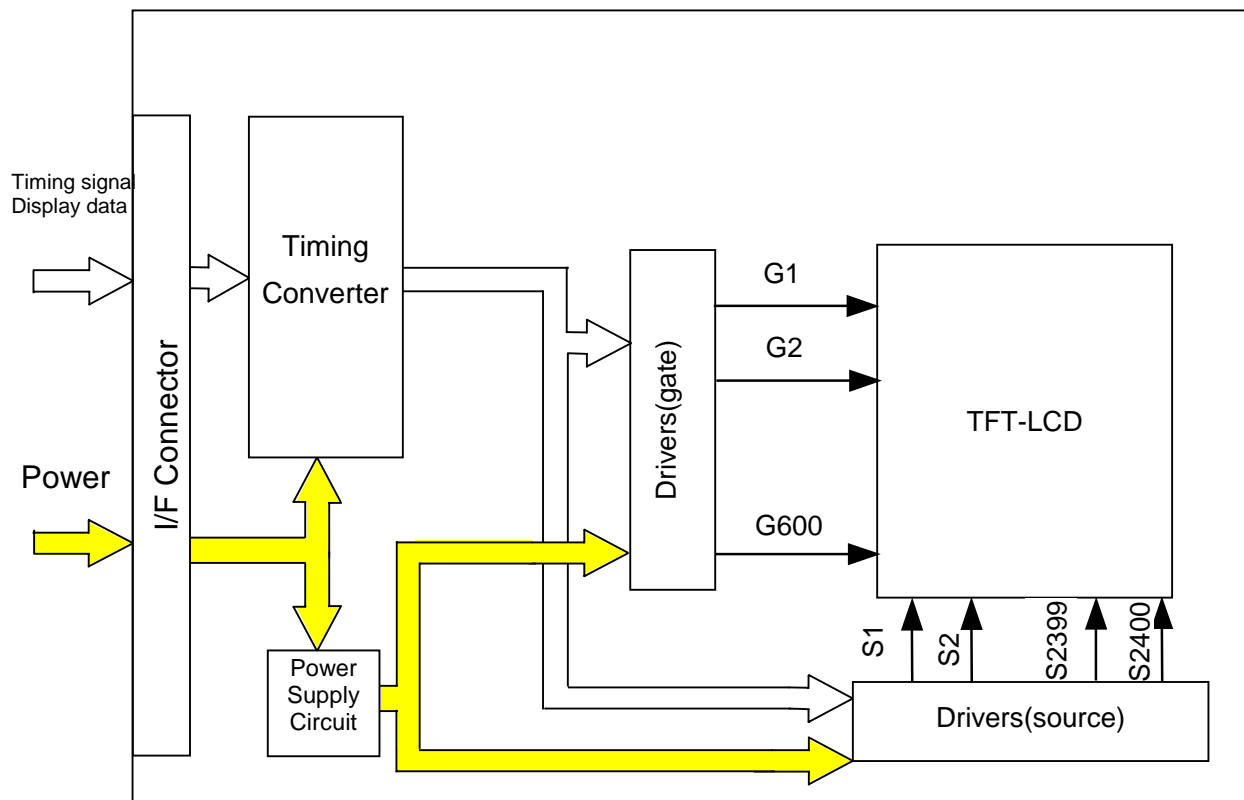 Timing signal
Display data
Power
I/F Connector
Timing
Converter
Power
Supply
Circuit
Drivers(gate)
G1
G2
G600
TFT-LCD
S1
S2
S2399
S2400
Drivers(source)